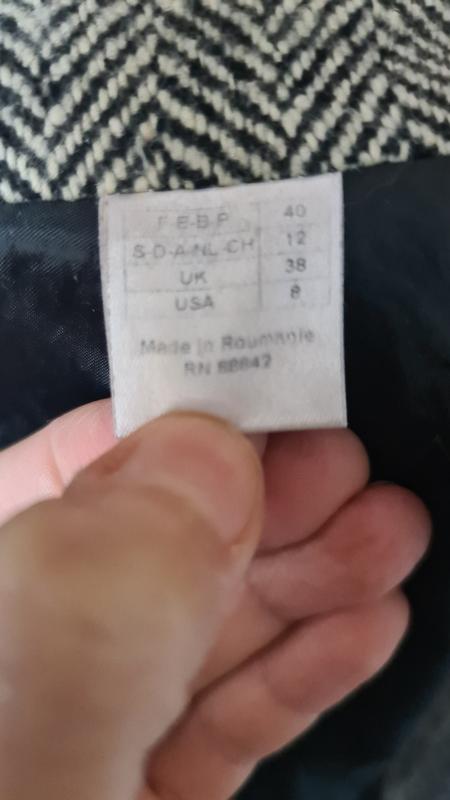 F-E-B-P 40
S-D-A-NL-CH 12
UK 38
USA 8
Made in Roumanie
RN 88842